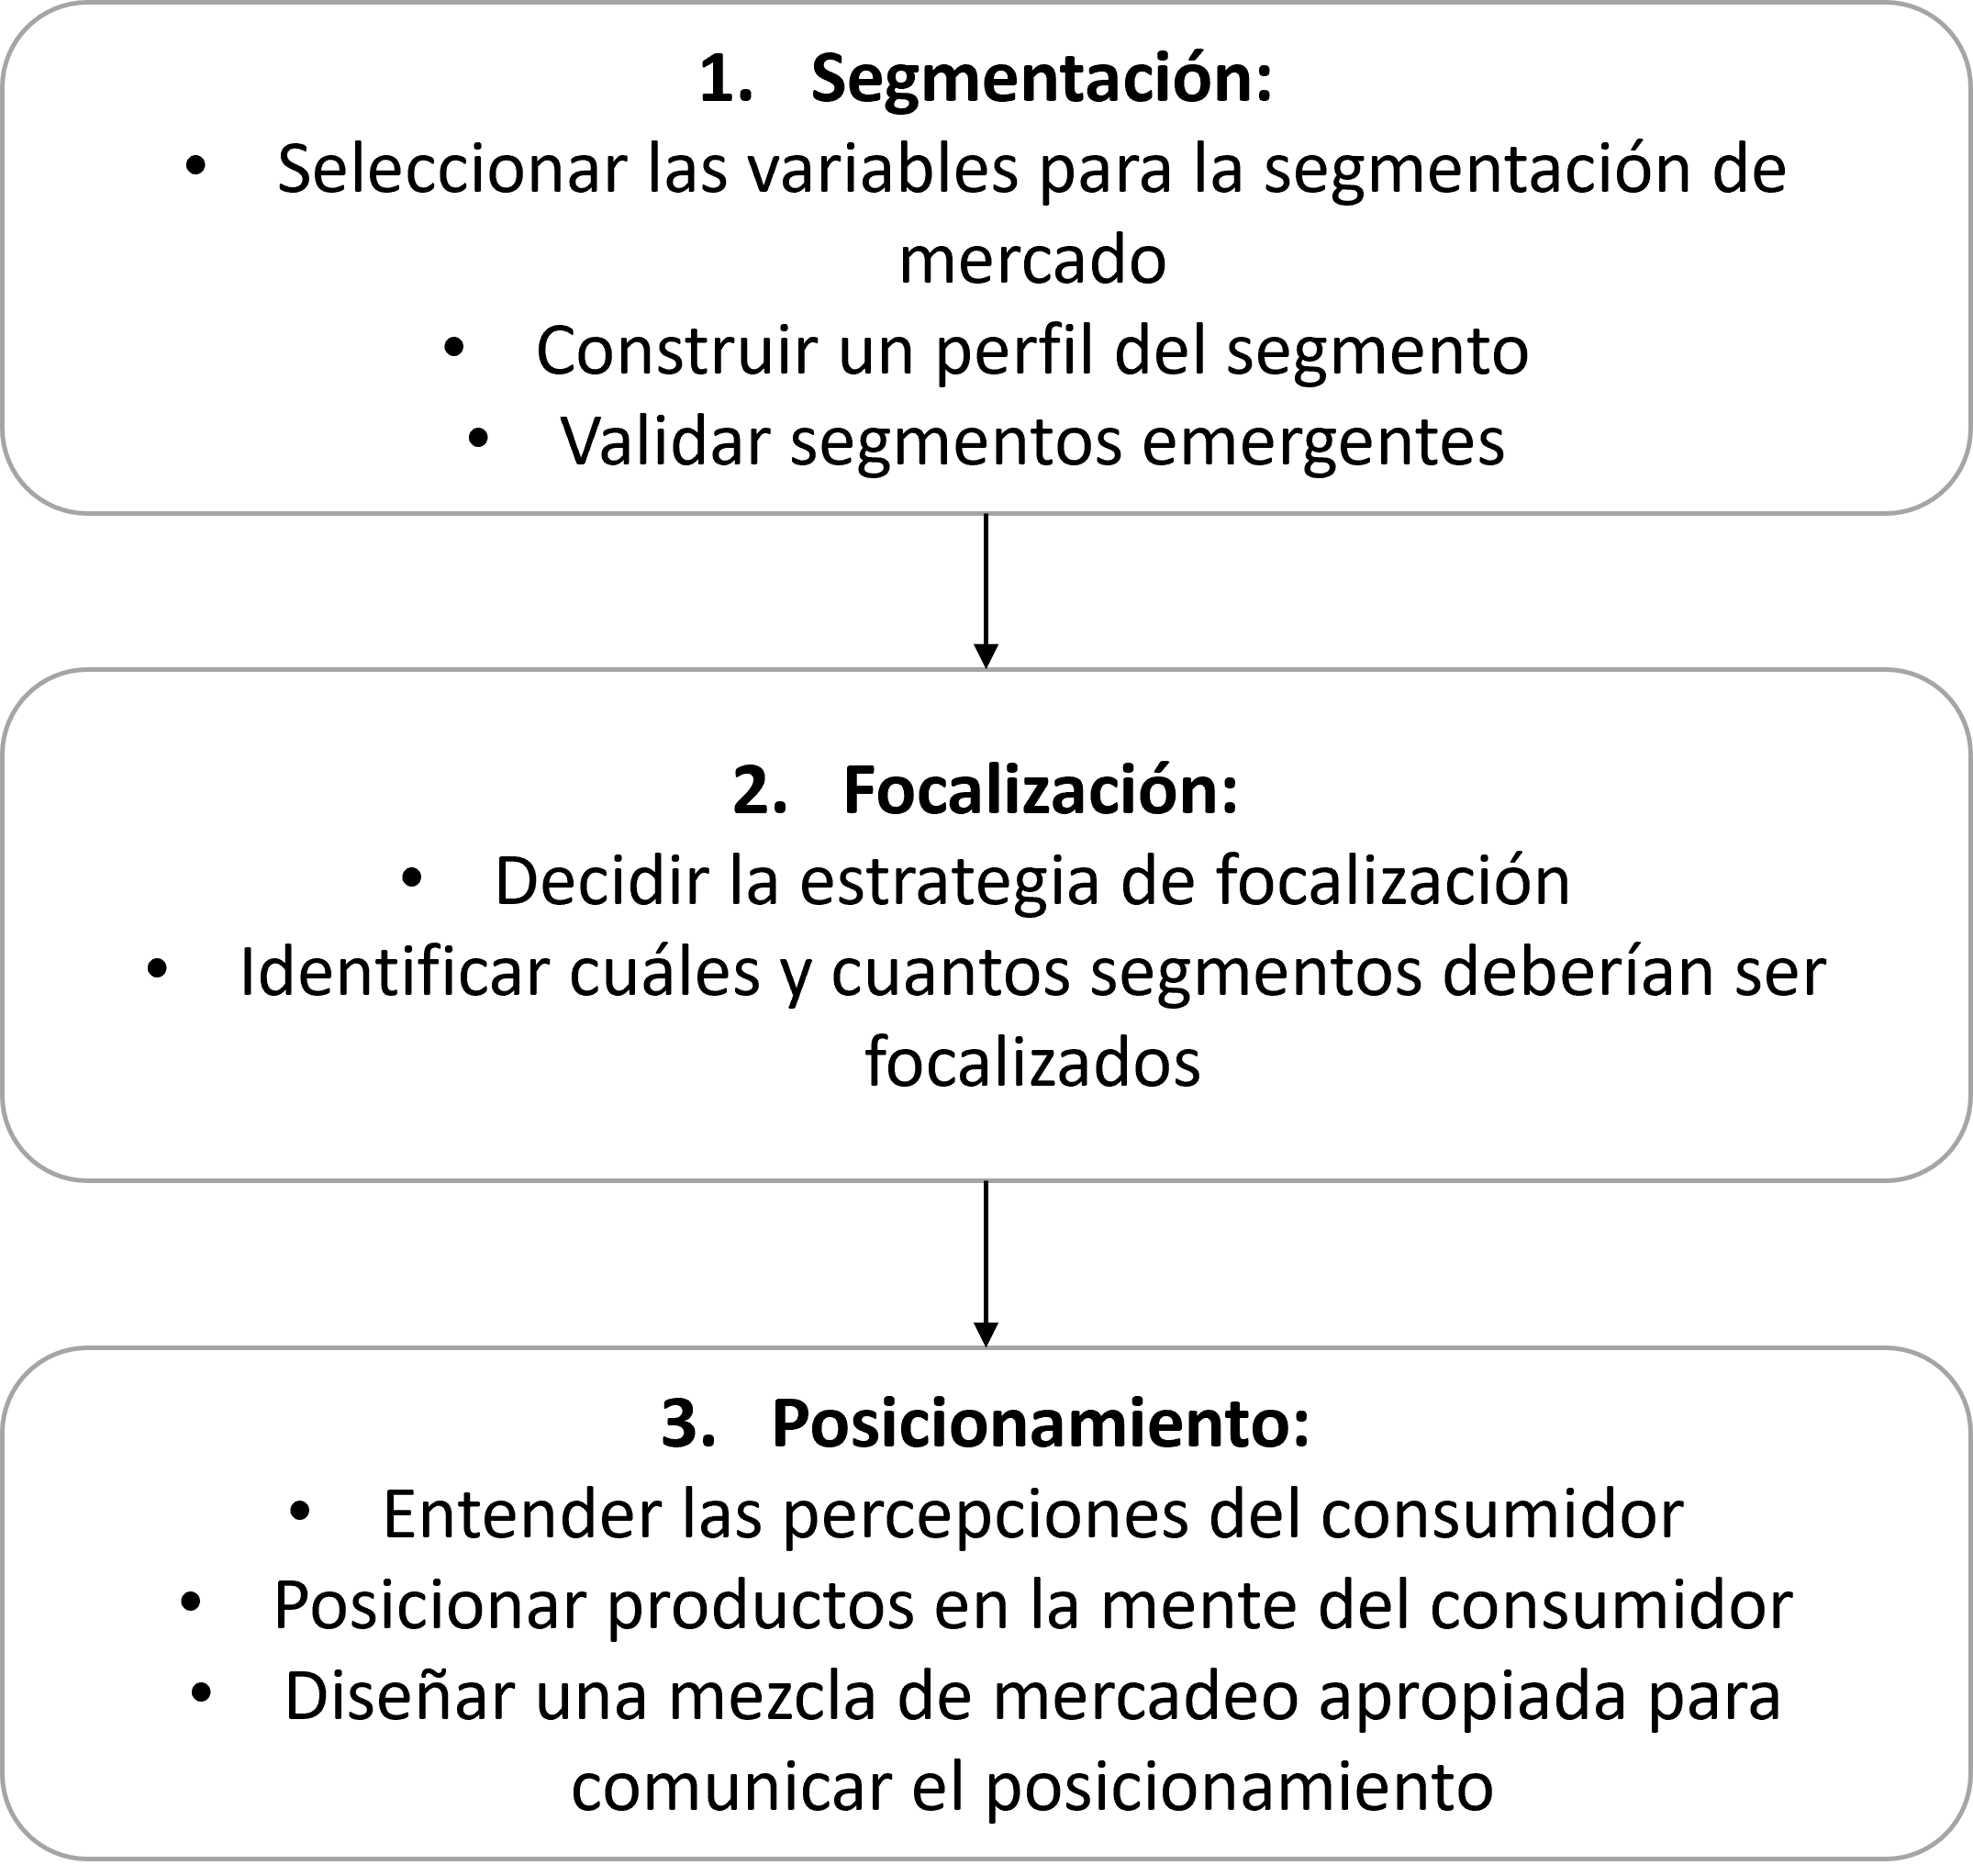 1. Segmentación:
• Seleccionar las variables para la segmentación de
mercado
• Construir un perfil del segmento
• Validar segmentos emergentes
2. Focalización:
• Decidir la estrategia de focalización
• Identificar cuáles y cuantos segmentos deberían ser
focalizados
3. Posicionamiento:
• Entender las percepciones del consumidor
• Posicionar productos en la mente del consumidor
• Diseñar una mezcla de mercadeo apropiada para
comunicar el posicionamiento